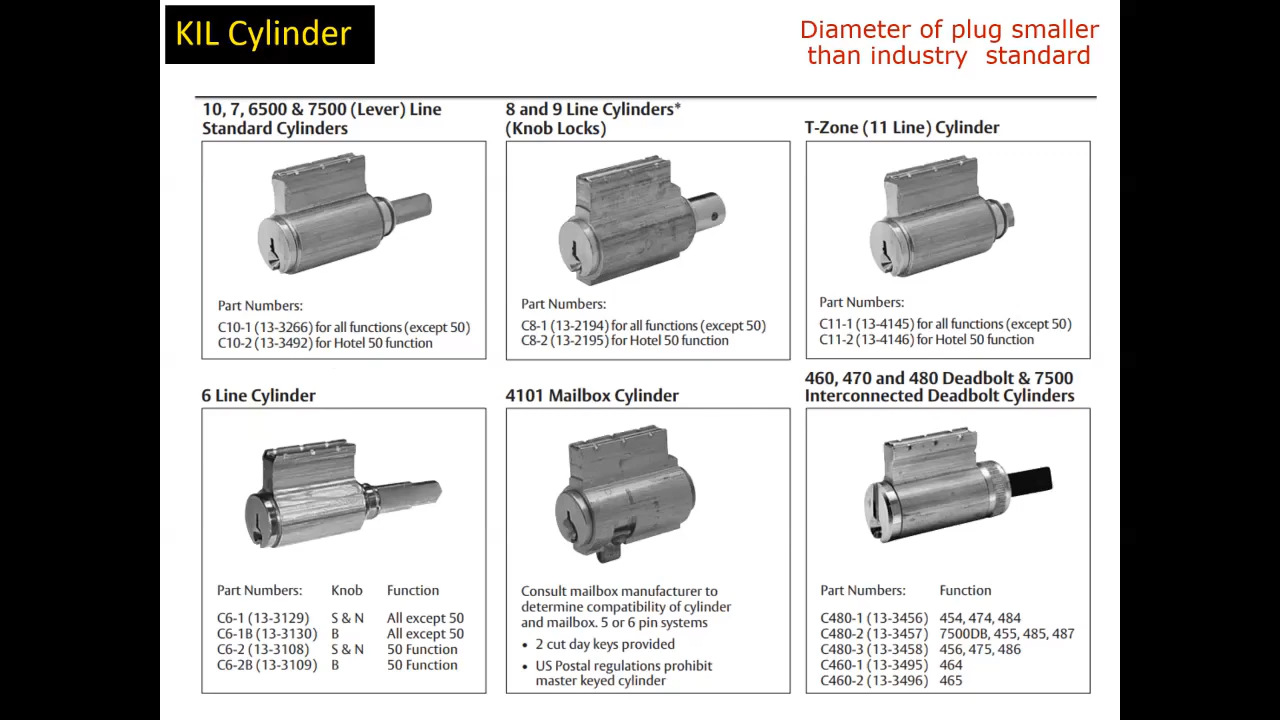 KIL Cylinder
Diameter of plug smaller
than industry standard
10, 7, 6500 & 7500 (Lever) Line
Standard Cylinders
Part Numbers:
C10-1 (13-3266) for all functions (except 50)
C10-2 (13-3492) for Hotel 50 function
8 and 9 Line Cylinders*
(Knob Locks)
Part Numbers:
C8-1 (13-2194) for all functions (except 50)
C8-2 (13-2195) for Hotel 50 function
T-Zone (11 Line) Cylinder
Part Numbers:
C11-1 (13-4145) for all functions (except 50)
C11-2 (13-4146) for Hotel 50 function
6 Line Cylinder
Part Numbers: Knob Function
C6-1 (13-3129) S & N All except 50
C6-1B (13-3130) B All except 50
C6-2 (13-3108) S & N 50 Function
C6-2B (13-3109) B 50 Function
4101 Mailbox Cylinder
Consult mailbox manufacturer to
determine compatibility of cylinder
and mailbox. 5 or 6 pin systems
• 2 cut day keys provided
• US Postal regulations prohibit
master keyed cylinder
460, 470 and 480 Deadbolt & 7500
Interconnected Deadbolt Cylinders
Part Numbers: Function
C480-1 (13-3456) 454, 474, 484
C480-2 (13-3457) 7500DB, 455, 485, 487
C480-3 (13-3458) 456, 475, 486
C460-1 (13-3495) 464
C460-2 (13-3496) 465